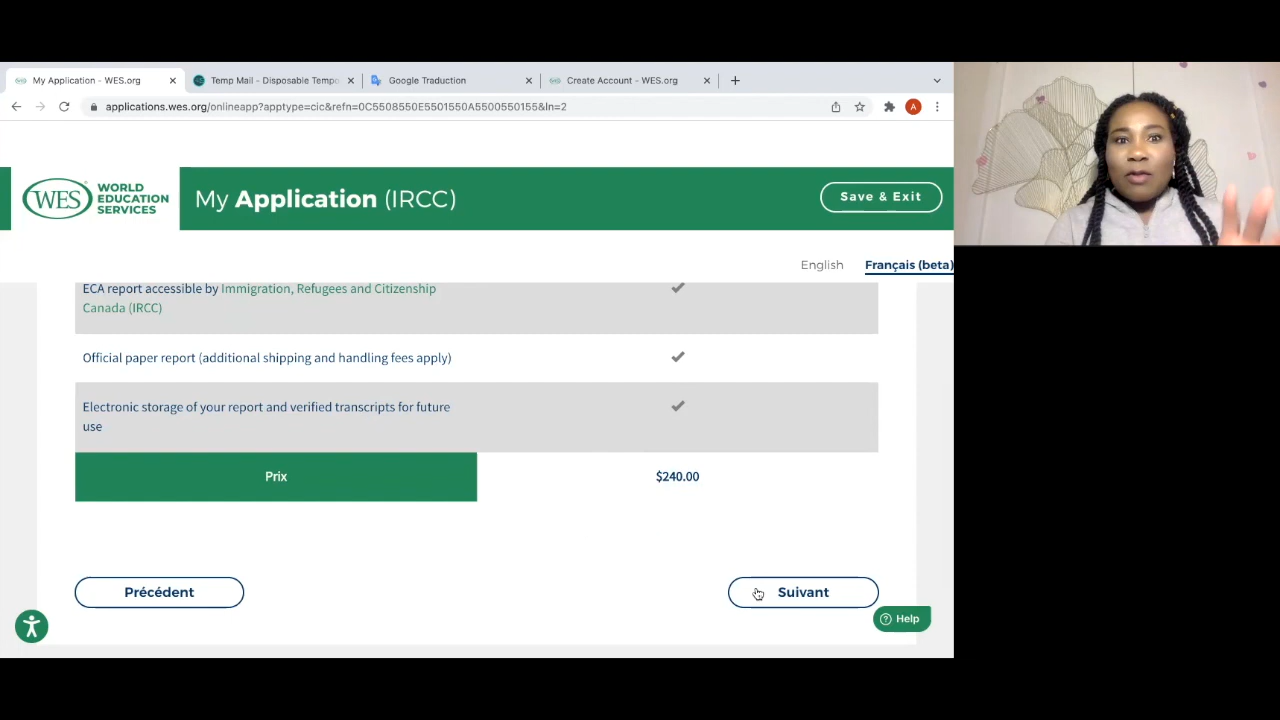 My Application - WES.org
Temp Mail - Disposable Tempo
Google Traduction
Create Account - WES.org
applications.wes.org/onlineapp?apptype=cic&refn=0C5508550E5501550A5500550155&ln=2
A
WES
WORLD
EDUCATION
SERVICES
My Application (IRCC)
Save & Exit
English
Français (beta)
ECA report accessible by Immigration, Refugees and Citizenship
Canada (IRCC)
Official paper report (additional shipping and handling fees apply)
Electronic storage of your report and verified transcripts for future
use
Prix
$240.00
Précédent
Suivant
Help